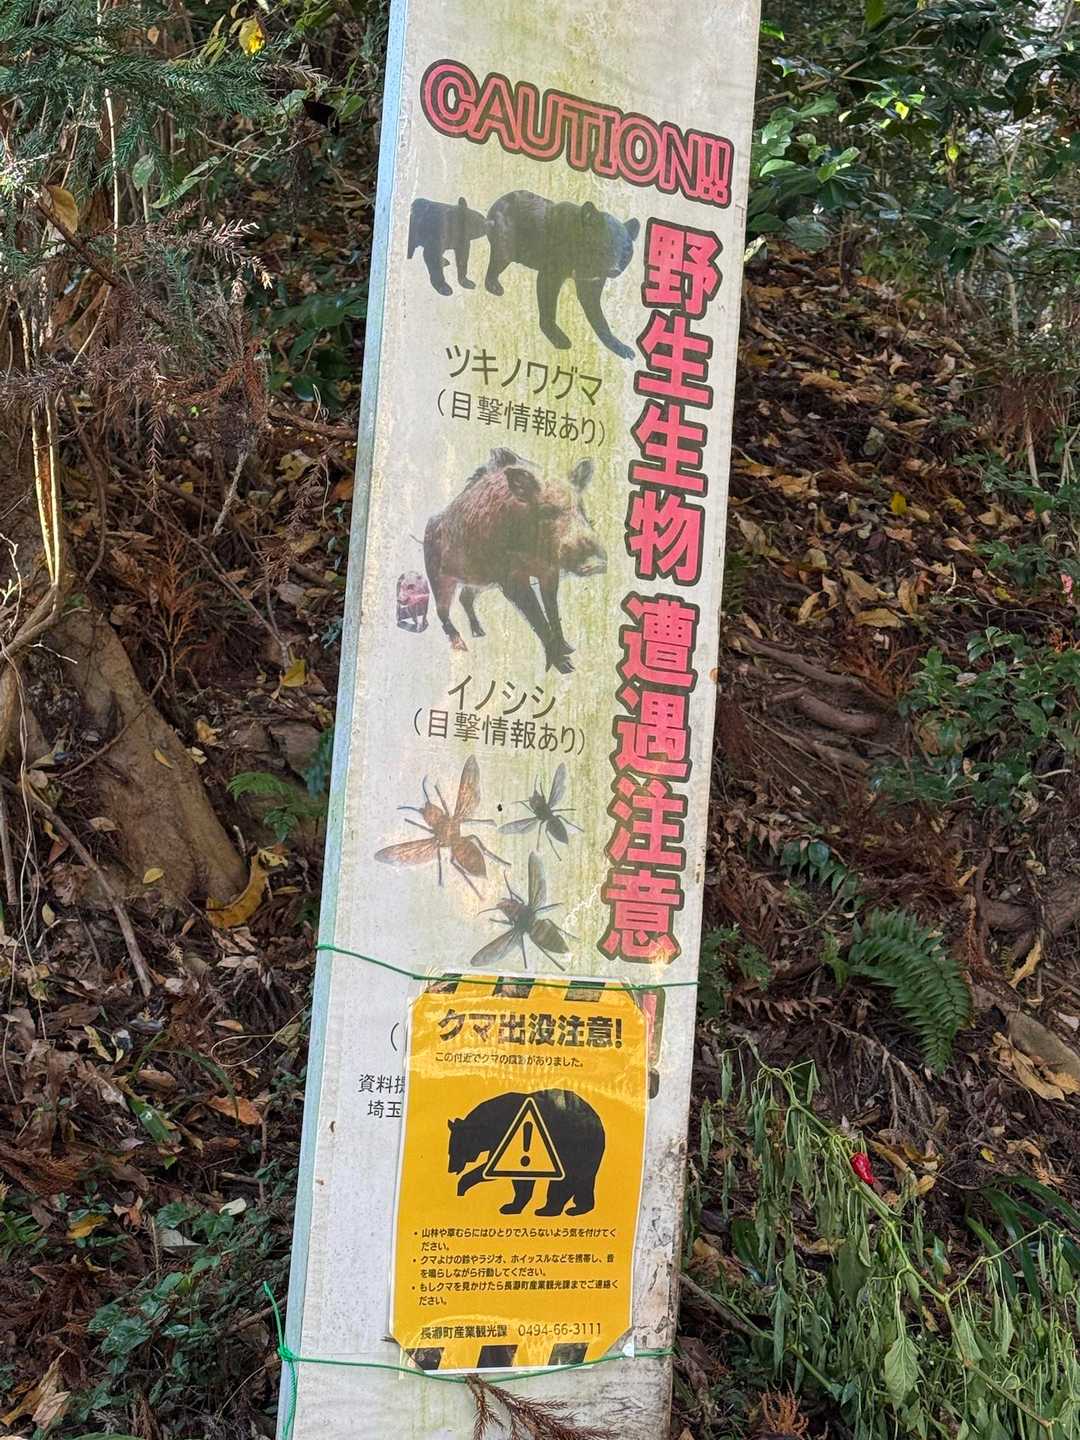 CAUTION!!
野生生物 遭遇注意
ツキノワグマ
(目撃情報あり)
イノシシ
(目撃情報あり)
(
資料提
埼玉
クマ出没注意!
この付近でクマの痕跡がありました。
・山林や草むらにはひとりで入らないよう気を付けてく
ださい。
・クマよけの鈴やラジオ、ホイッスルなどを携帯し、音
を鳴らしながら行動してください。
・もしクマを見かけたら長瀞町産業観光課までご連絡く
ださい。
長瀞町産業観光課 0494-66-3111